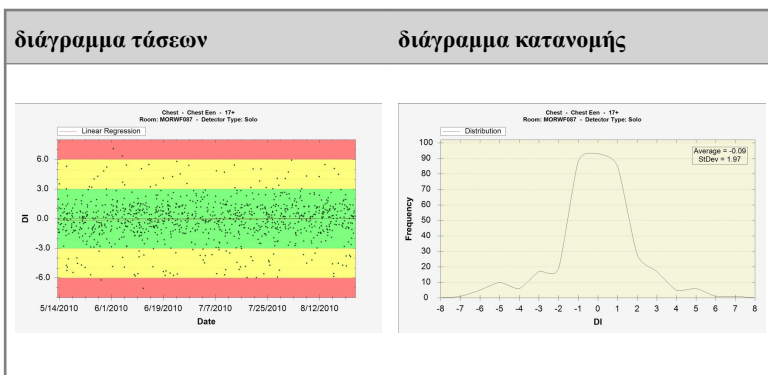 διάγραμμα τάσεων
διάγραμμα κατανομής
Chest - Chest Een - 17+
Room: MORWF087 - Detector Type: Solo
Linear Regression
6.0
3.0
0.0
-3.0
-6.0
DI
5/14/2010 6/1/2010 6/19/2010 7/7/2010 7/25/2010 8/12/2010
Date
Chest - Chest Een - 17+
Room: MORWF087 - Detector Type: Solo
Distribution
Average = -0.09
StDev = 1.97
100
90
80
70
60
50
40
30
20
10
0
Frequency
-8 -7 -6 -5 -4 -3 -2 -1 0 1 2 3 4 5 6 7 8
DI